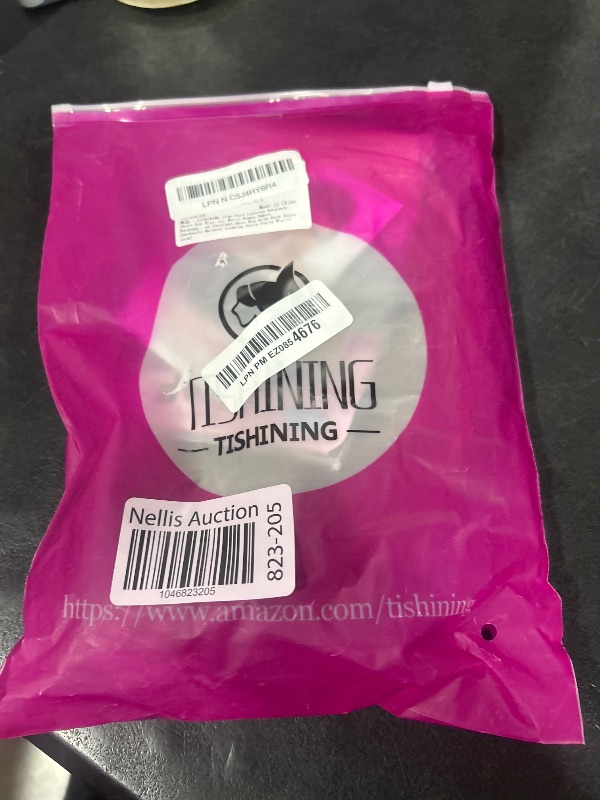 LPN N C5J4HY8R4
Made in China
LPN PM EZ0854676
TISHINING
TISHINING
Nellis Auction
823-205
1046823205
https://www.amazon.com/tishining